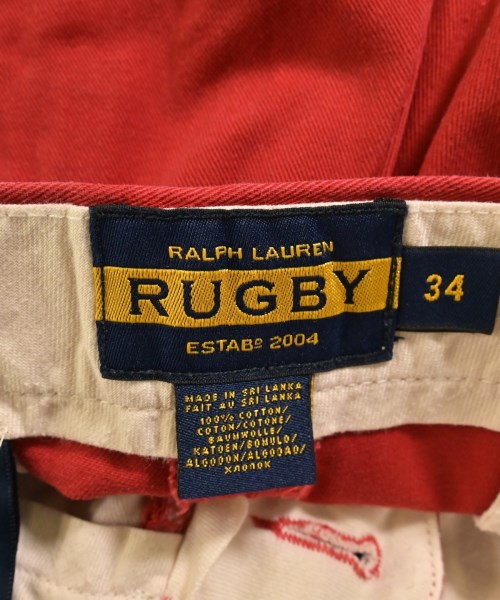 RALPH LAUREN
RUGBY
ESTABº 2004
34
MADE IN SRI LANKA
FAIT AU SRI LANKA
100% COTTON/
COTON/COTONE/
BAUMWOLLE/
KATOEN/BOMULD/
ALGODON/ALGODAO/
XΛΟΠΟΚ